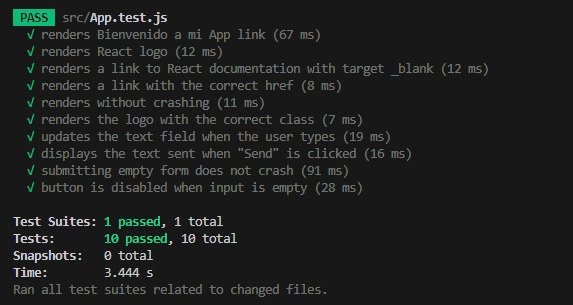 PASS src/App.test.js
√ renders Bienvenido a mi App link (67 ms)
√ renders React logo (12 ms)
√ renders a link to React documentation with target _blank (12 ms)
√ renders a link with the correct href (8 ms)
√ renders without crashing (11 ms)
√ renders the logo with the correct class (7 ms)
√ updates the text field when the user types (19 ms)
√ displays the text sent when "Send" is clicked (16 ms)
√ submitting empty form does not crash (91 ms)
√ button is disabled when input is empty (28 ms)
Test Suites: 1 passed, 1 total
Tests: 10 passed, 10 total
Snapshots: 0 total
Time: 3.444 s
Ran all test suites related to changed files.